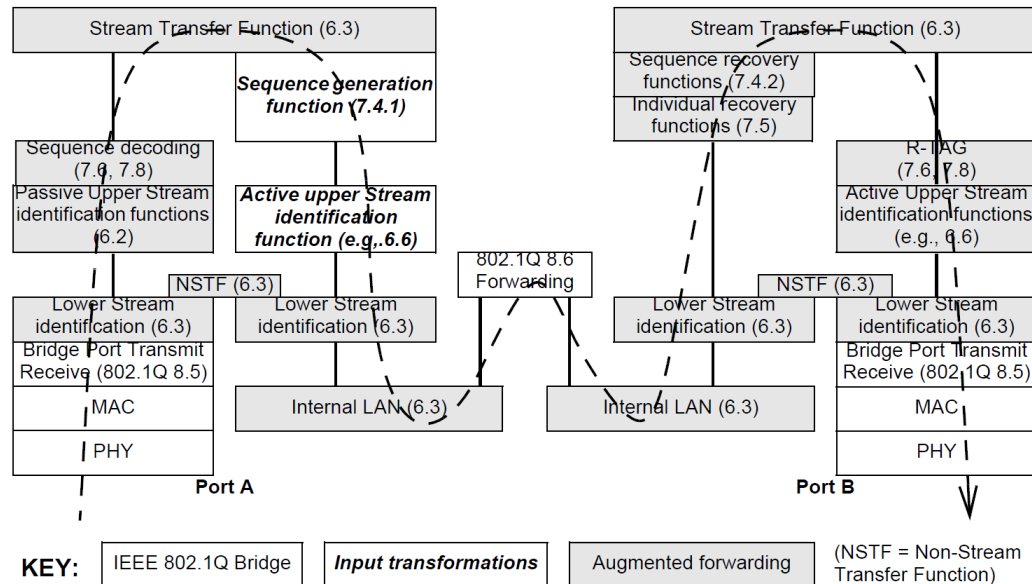 Stream Transfer Function (6.3)
Sequence generation
function (7.4.1)
Sequence decoding
(7.6, 7.8)
Passive Upper Stream
identification functions
(6.2)
Active upper Stream
identification
function (e.g,.6.6)
NSTF (6.3)
Lower Stream
identification (6.3)
Lower Stream
identification (6.3)
Bridge Port Transmit
Receive (802.1Q 8.5)
MAC
PHY
Internal LAN (6.3)
Port A
802.1Q 8.6
Forwarding
Stream Transfer Function (6.3)
Sequence recovery
functions (7.4.2)
Individual recovery
functions (7.5)
R-TAG
(7.6, 7.8)
Active Upper Stream
identification functions
(e.g., 6.6)
NSTF (6.3)
Lower Stream
identification (6.3)
Lower Stream
identification (6.3)
Bridge Port Transmit
Receive (802.1Q 8.5)
MAC
PHY
Internal LAN (6.3)
Port B
KEY:
IEEE 802.1Q Bridge
Input transformations
Augmented forwarding
(NSTF = Non-Stream
Transfer Function)